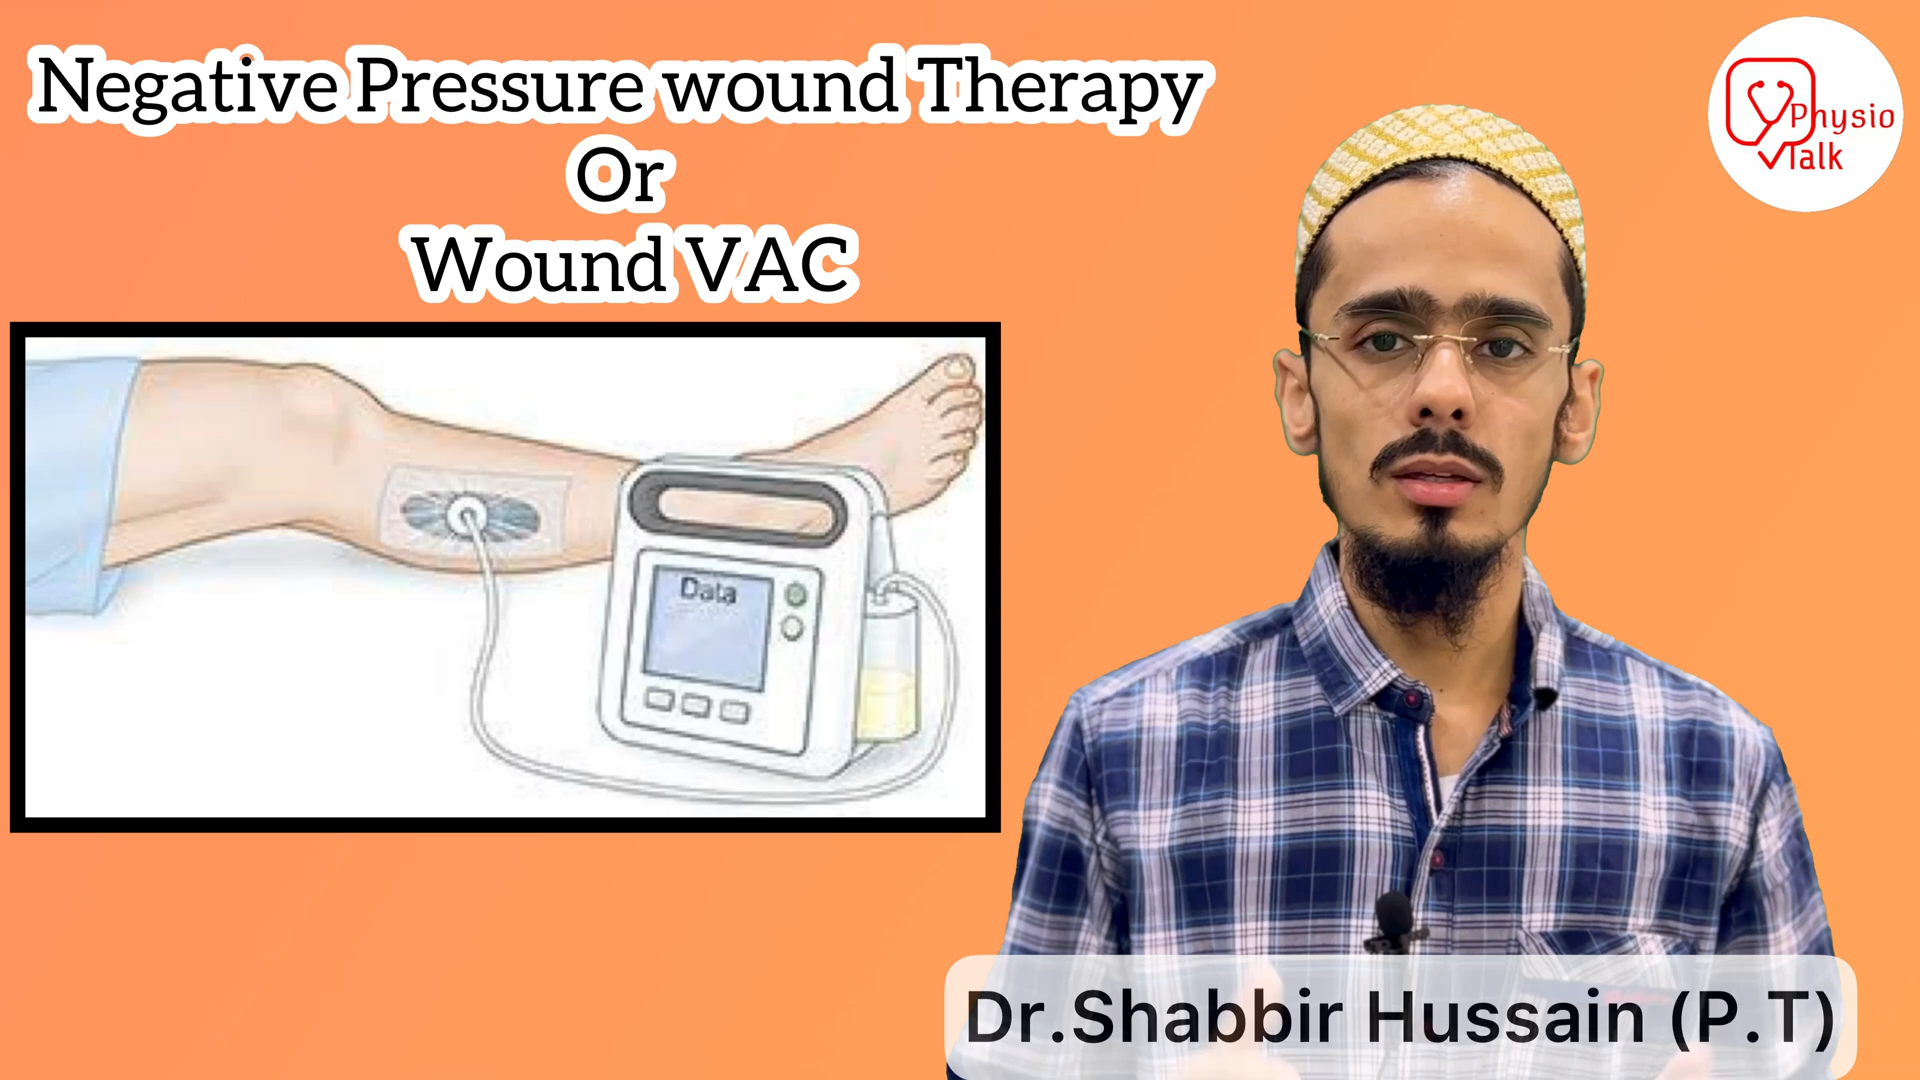 Negative Pressure wound Therapy
Or
Wound VAC
Physio
Talk
Data
Dr.Shabbir Hussain (P.T)